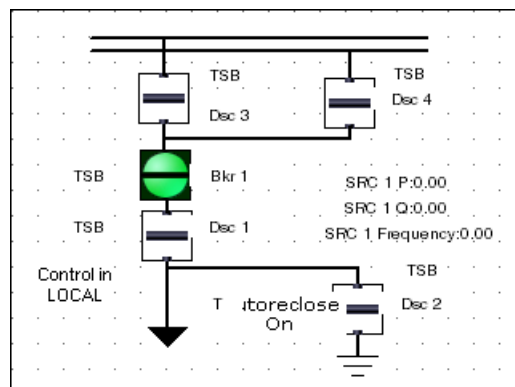 TSB
TSB
Dsc 3
Dsc 4
TSB
Bkr 1
SRC 1 P:0.00
TSB
Dsc 1
SRC 1 Q:0.00
SRC 1 Frequency:0.00
Control in
LOCAL
TSB
T
utoreclose
On
Dsc 2